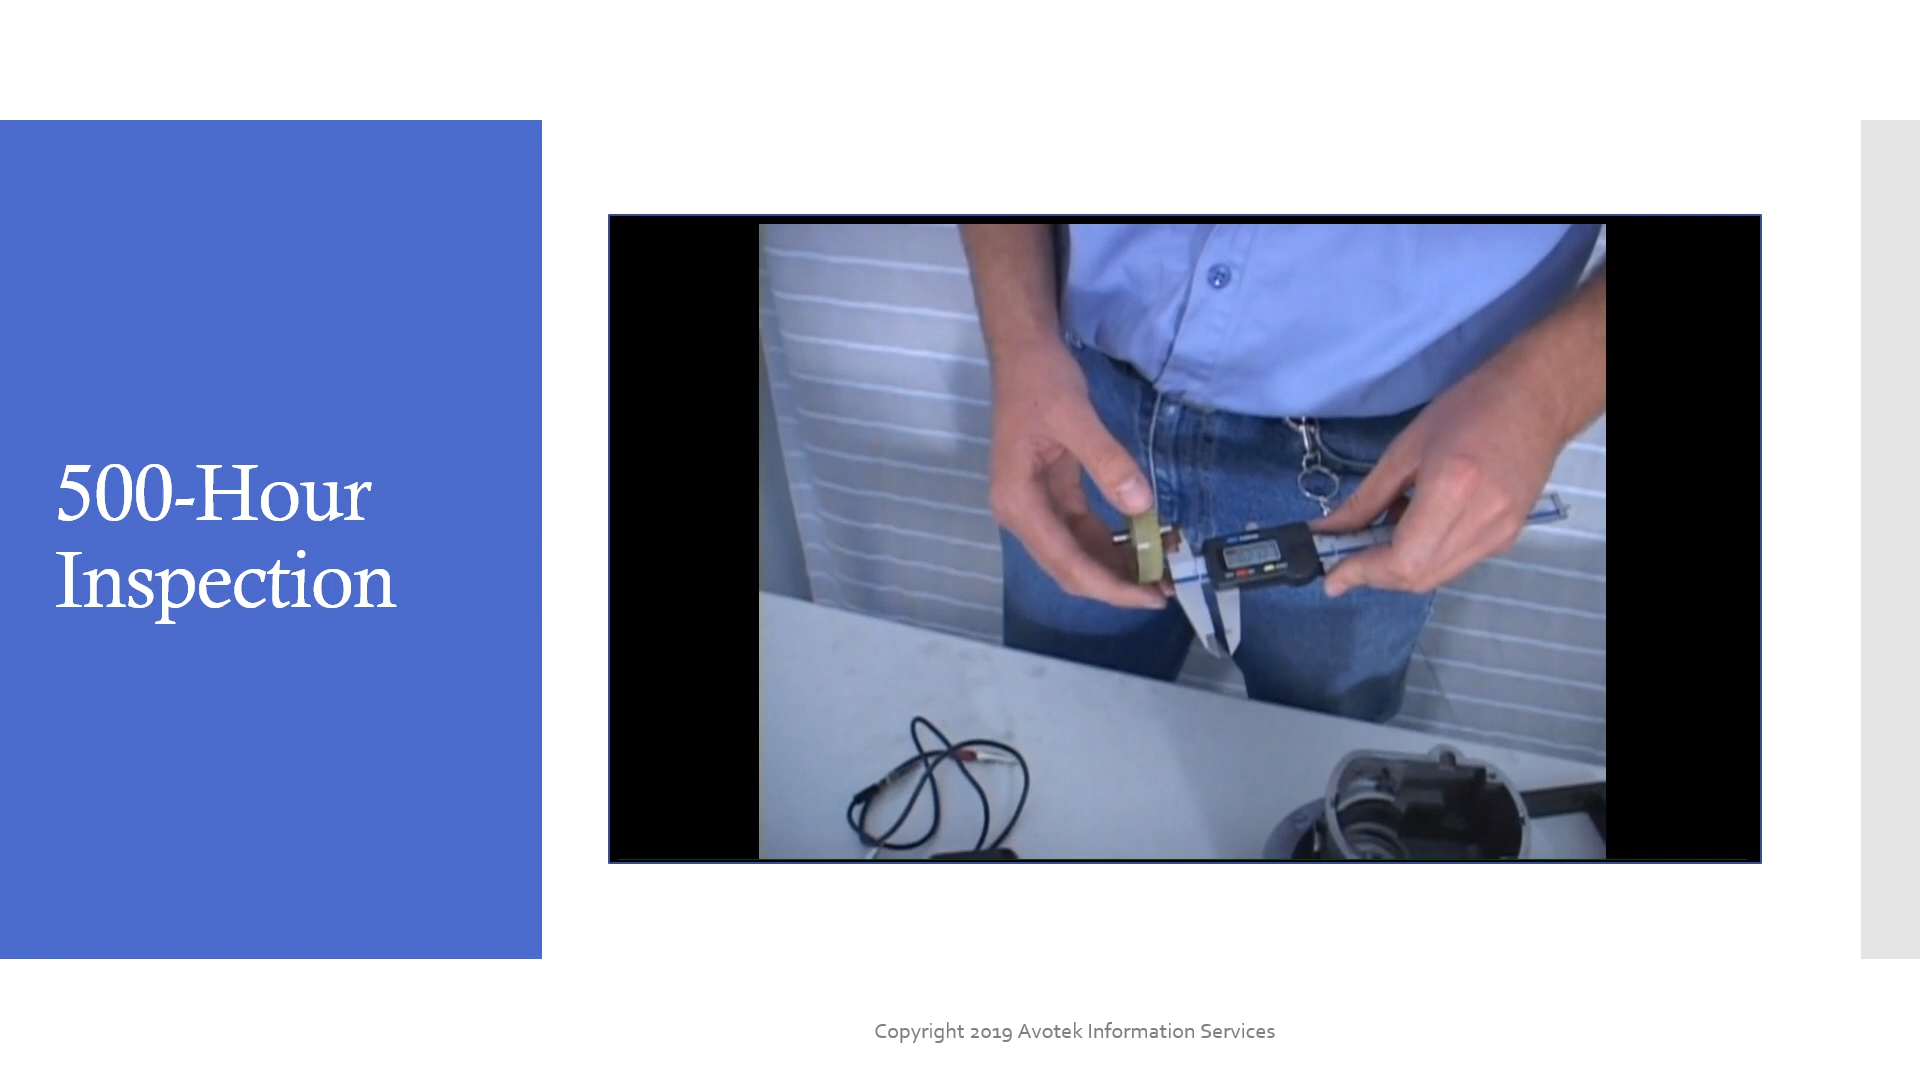 500-Hour
Inspection
Copyright 2019 Avotek Information Services